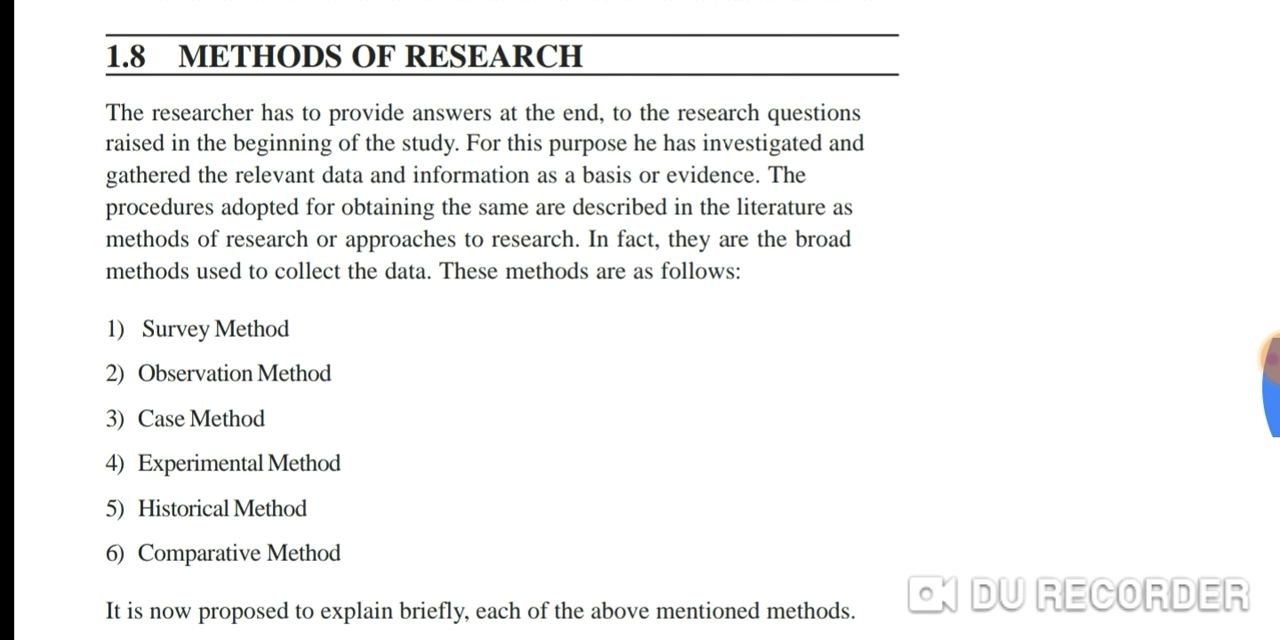 1.8 METHODS OF RESEARCH
The researcher has to provide answers at the end, to the research questions
raised in the beginning of the study. For this purpose he has investigated and
gathered the relevant data and information as a basis or evidence. The
procedures adopted for obtaining the same are described in the literature as
methods of research or approaches to research. In fact, they are the broad
methods used to collect the data. These methods are as follows:
1) Survey Method
2) Observation Method
3) Case Method
4) Experimental Method
5) Historical Method
6) Comparative Method
It is now proposed to explain briefly, each of the above mentioned methods.
DU RECORDER